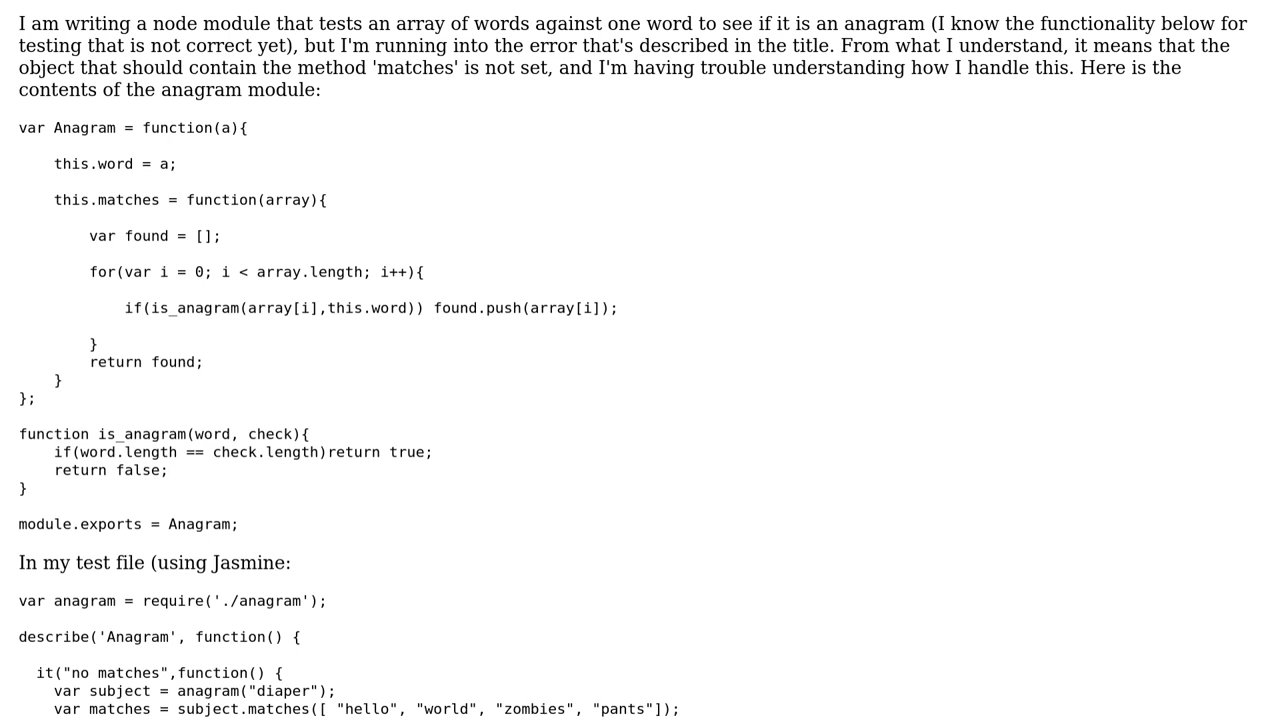 I am writing a node module that tests an array of words against one word to see if it is an anagram (I know the functionality below for
testing that is not correct yet), but I'm running into the error that's described in the title. From what I understand, it means that the
object that should contain the method 'matches' is not set, and I'm having trouble understanding how I handle this. Here is the
contents of the anagram module:
var Anagram = function(a){
    this.word = a;
    this.matches = function(array){
        var found = [];
        for(var i = 0; i < array.length; i++){
            if(is_anagram(array[i],this.word)) found.push(array[i]);
        }
        return found;
    }
};
function is_anagram(word, check){
    if(word.length == check.length)return true;
    return false;
}
module.exports = Anagram;
In my test file (using Jasmine:
var anagram = require('./anagram');
describe('Anagram', function() {
  it("no matches",function() {
    var subject = anagram("diaper");
    var matches = subject.matches([ "hello", "world", "zombies", "pants"]);